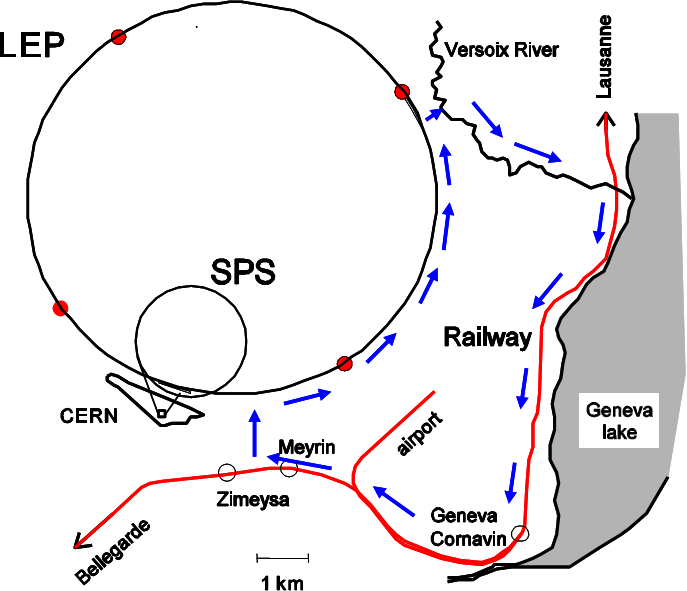 LEP
Versoix River
Lausanne
SPS
Railway
CERN
airport
Geneva
lake
Meyrin
Zimeysa
Geneva
Cornavin
Bellegarde
1 km